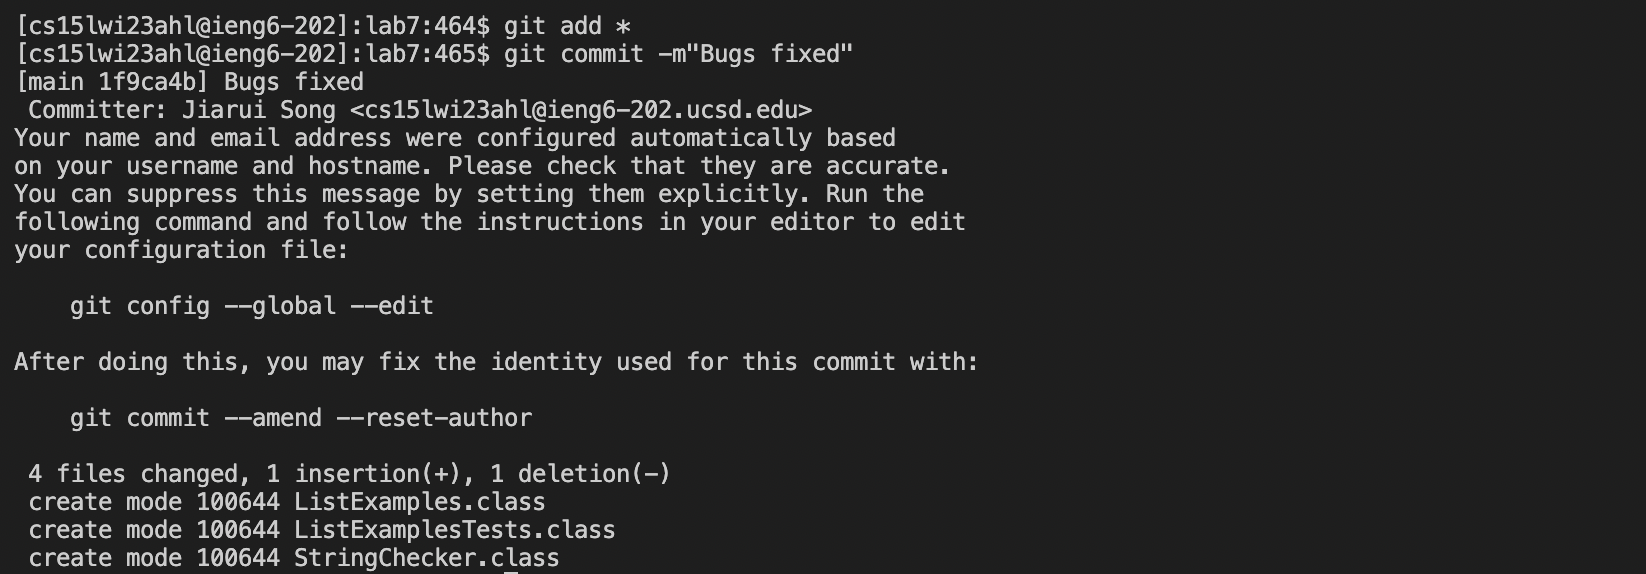 [cs15lwi23ahl@ieng6-202]:lab7:464$ git add *
[cs15lwi23ahl@ieng6-202]:lab7:465$ git commit -m"Bugs fixed"
[main 1f9ca4b] Bugs fixed
 Committer: Jiarui Song <cs15lwi23ahl@ieng6-202.ucsd.edu>
Your name and email address were configured automatically based
on your username and hostname. Please check that they are accurate.
You can suppress this message by setting them explicitly. Run the
following command and follow the instructions in your editor to edit
your configuration file:

    git config --global --edit

After doing this, you may fix the identity used for this commit with:

    git commit --amend --reset-author

 4 files changed, 1 insertion(+), 1 deletion(-)
 create mode 100644 ListExamples.class
 create mode 100644 ListExamplesTests.class
 create mode 100644 StringChecker.class